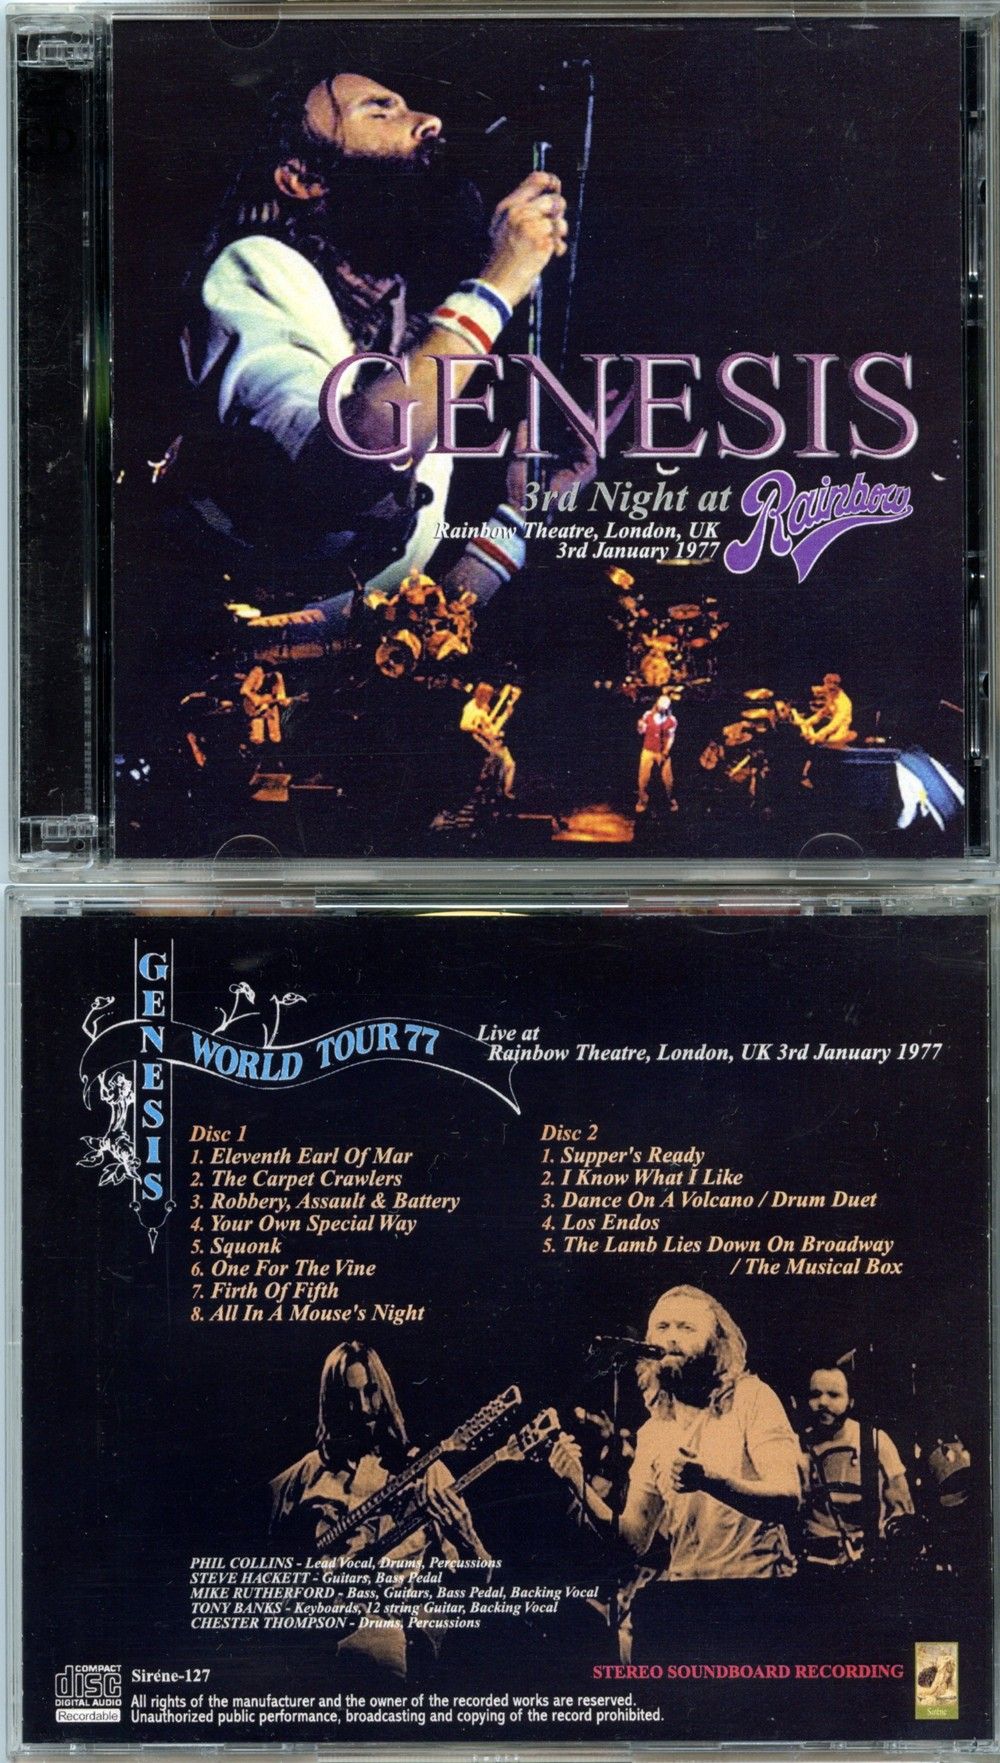 GENESIS
3rd Night at Rainbow
Rainbow Theatre, London, UK
3rd January 1977
GENESIS
WORLD TOUR 77
Live at
Rainbow Theatre, London, UK 3rd January 1977
Disc 1
1. Eleventh Earl Of Mar
2. The Carpet Crawlers
3. Robbery, Assault & Battery
4. Your Own Special Way
5. Squonk
6. One For The Vine
7. Firth Of Fifth
8. All In A Mouse's Night
Disc 2
1. Supper's Ready
2. I Know What I Like
3. Dance On A Volcano / Drum Duet
4. Los Endos
5. The Lamb Lies Down On Broadway
/ The Musical Box
PHIL COLLINS - Lead Vocal, Drums, Percussions
STEVE HACKETT - Guitars, Bass Pedal
MIKE RUTHERFORD - Bass, Guitars, Bass Pedal, Backing Vocal
TONY BANKS - Keyboards, 12 string Guitar, Backing Vocal
CHESTER THOMPSON - Drums, Percussions
COMPACT
disc
DIGITAL AUDIO
Recordable
Siréne-127
STEREO SOUNDBOARD RECORDING
Siréne
All rights of the manufacturer and the owner of the recorded works are reserved.
Unauthorized public performance, broadcasting and copying of the record prohibited.